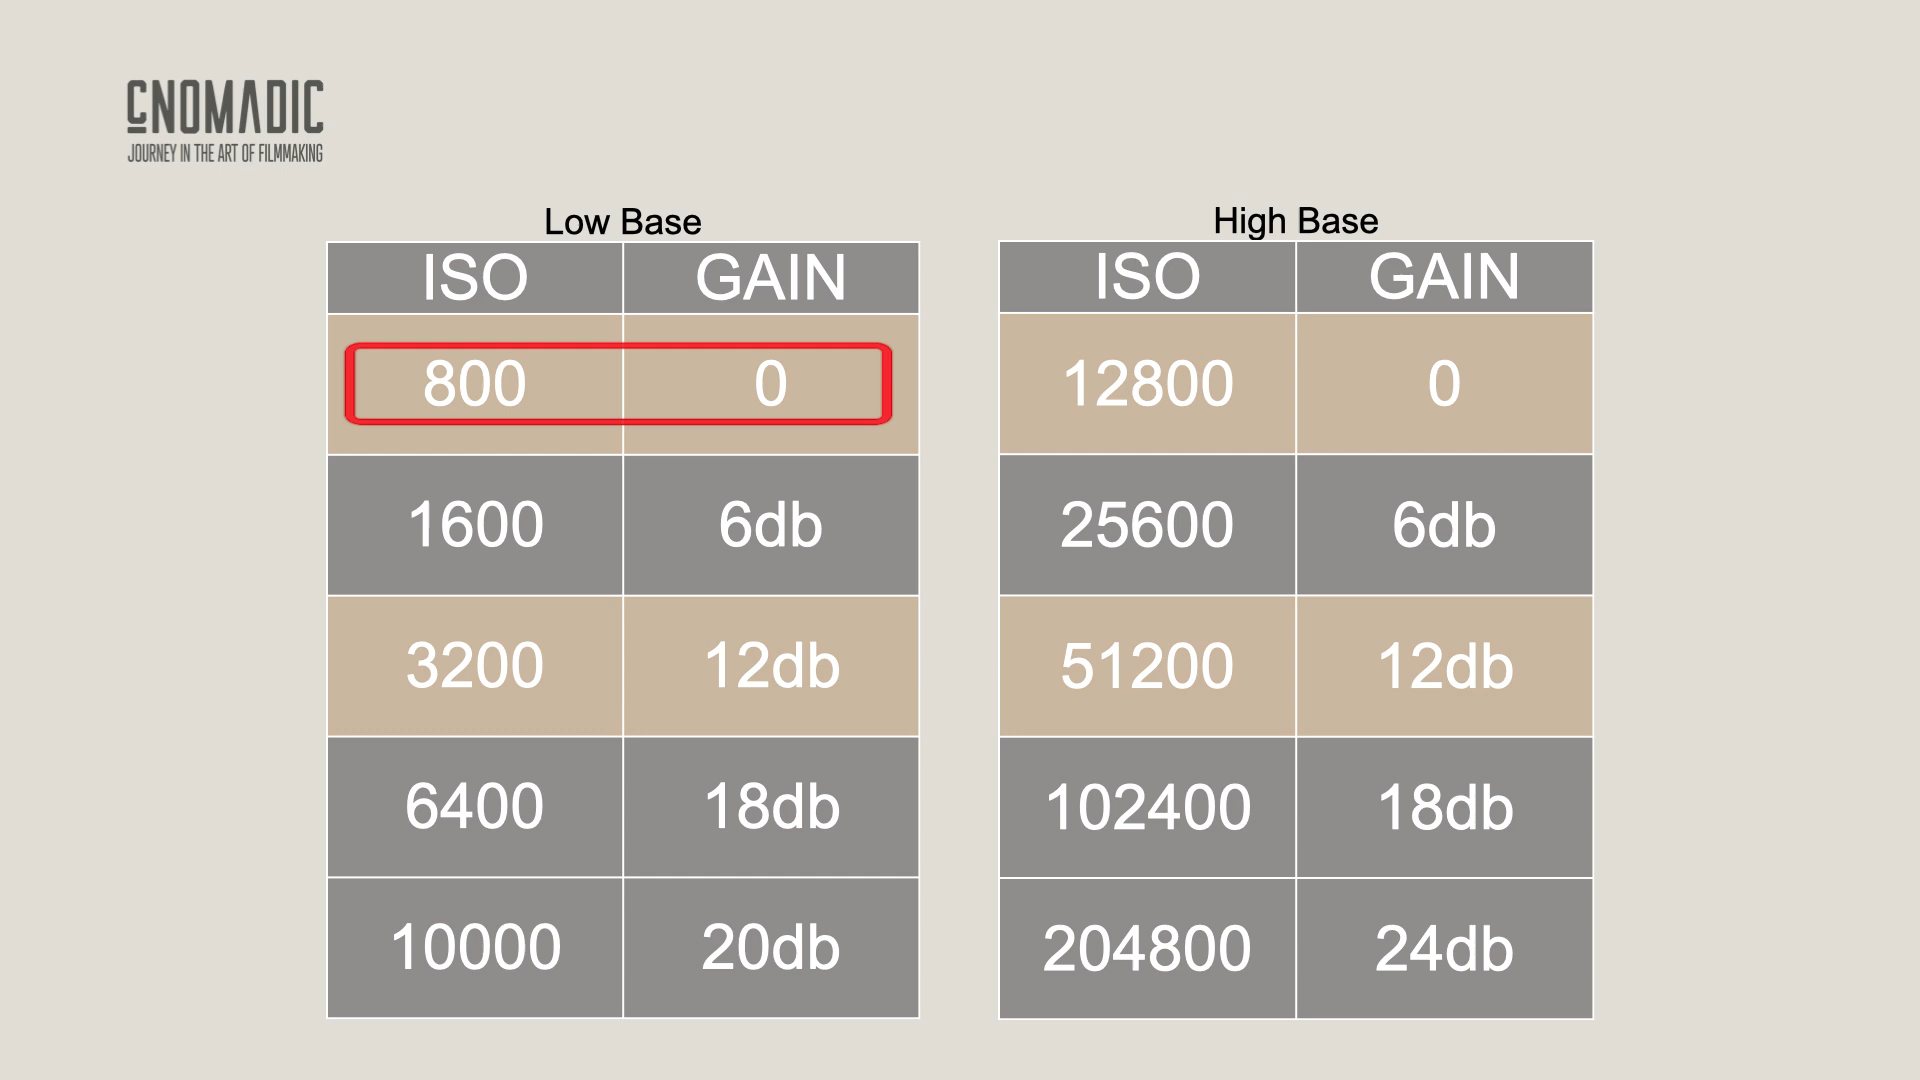 CNOMADIC
JOURNEY IN THE ART OF FILMMAKING
Low Base
ISO GAIN
800 0
1600 6db
3200 12db
6400 18db
10000 20db
High Base
ISO GAIN
12800 0
25600 6db
51200 12db
102400 18db
204800 24db